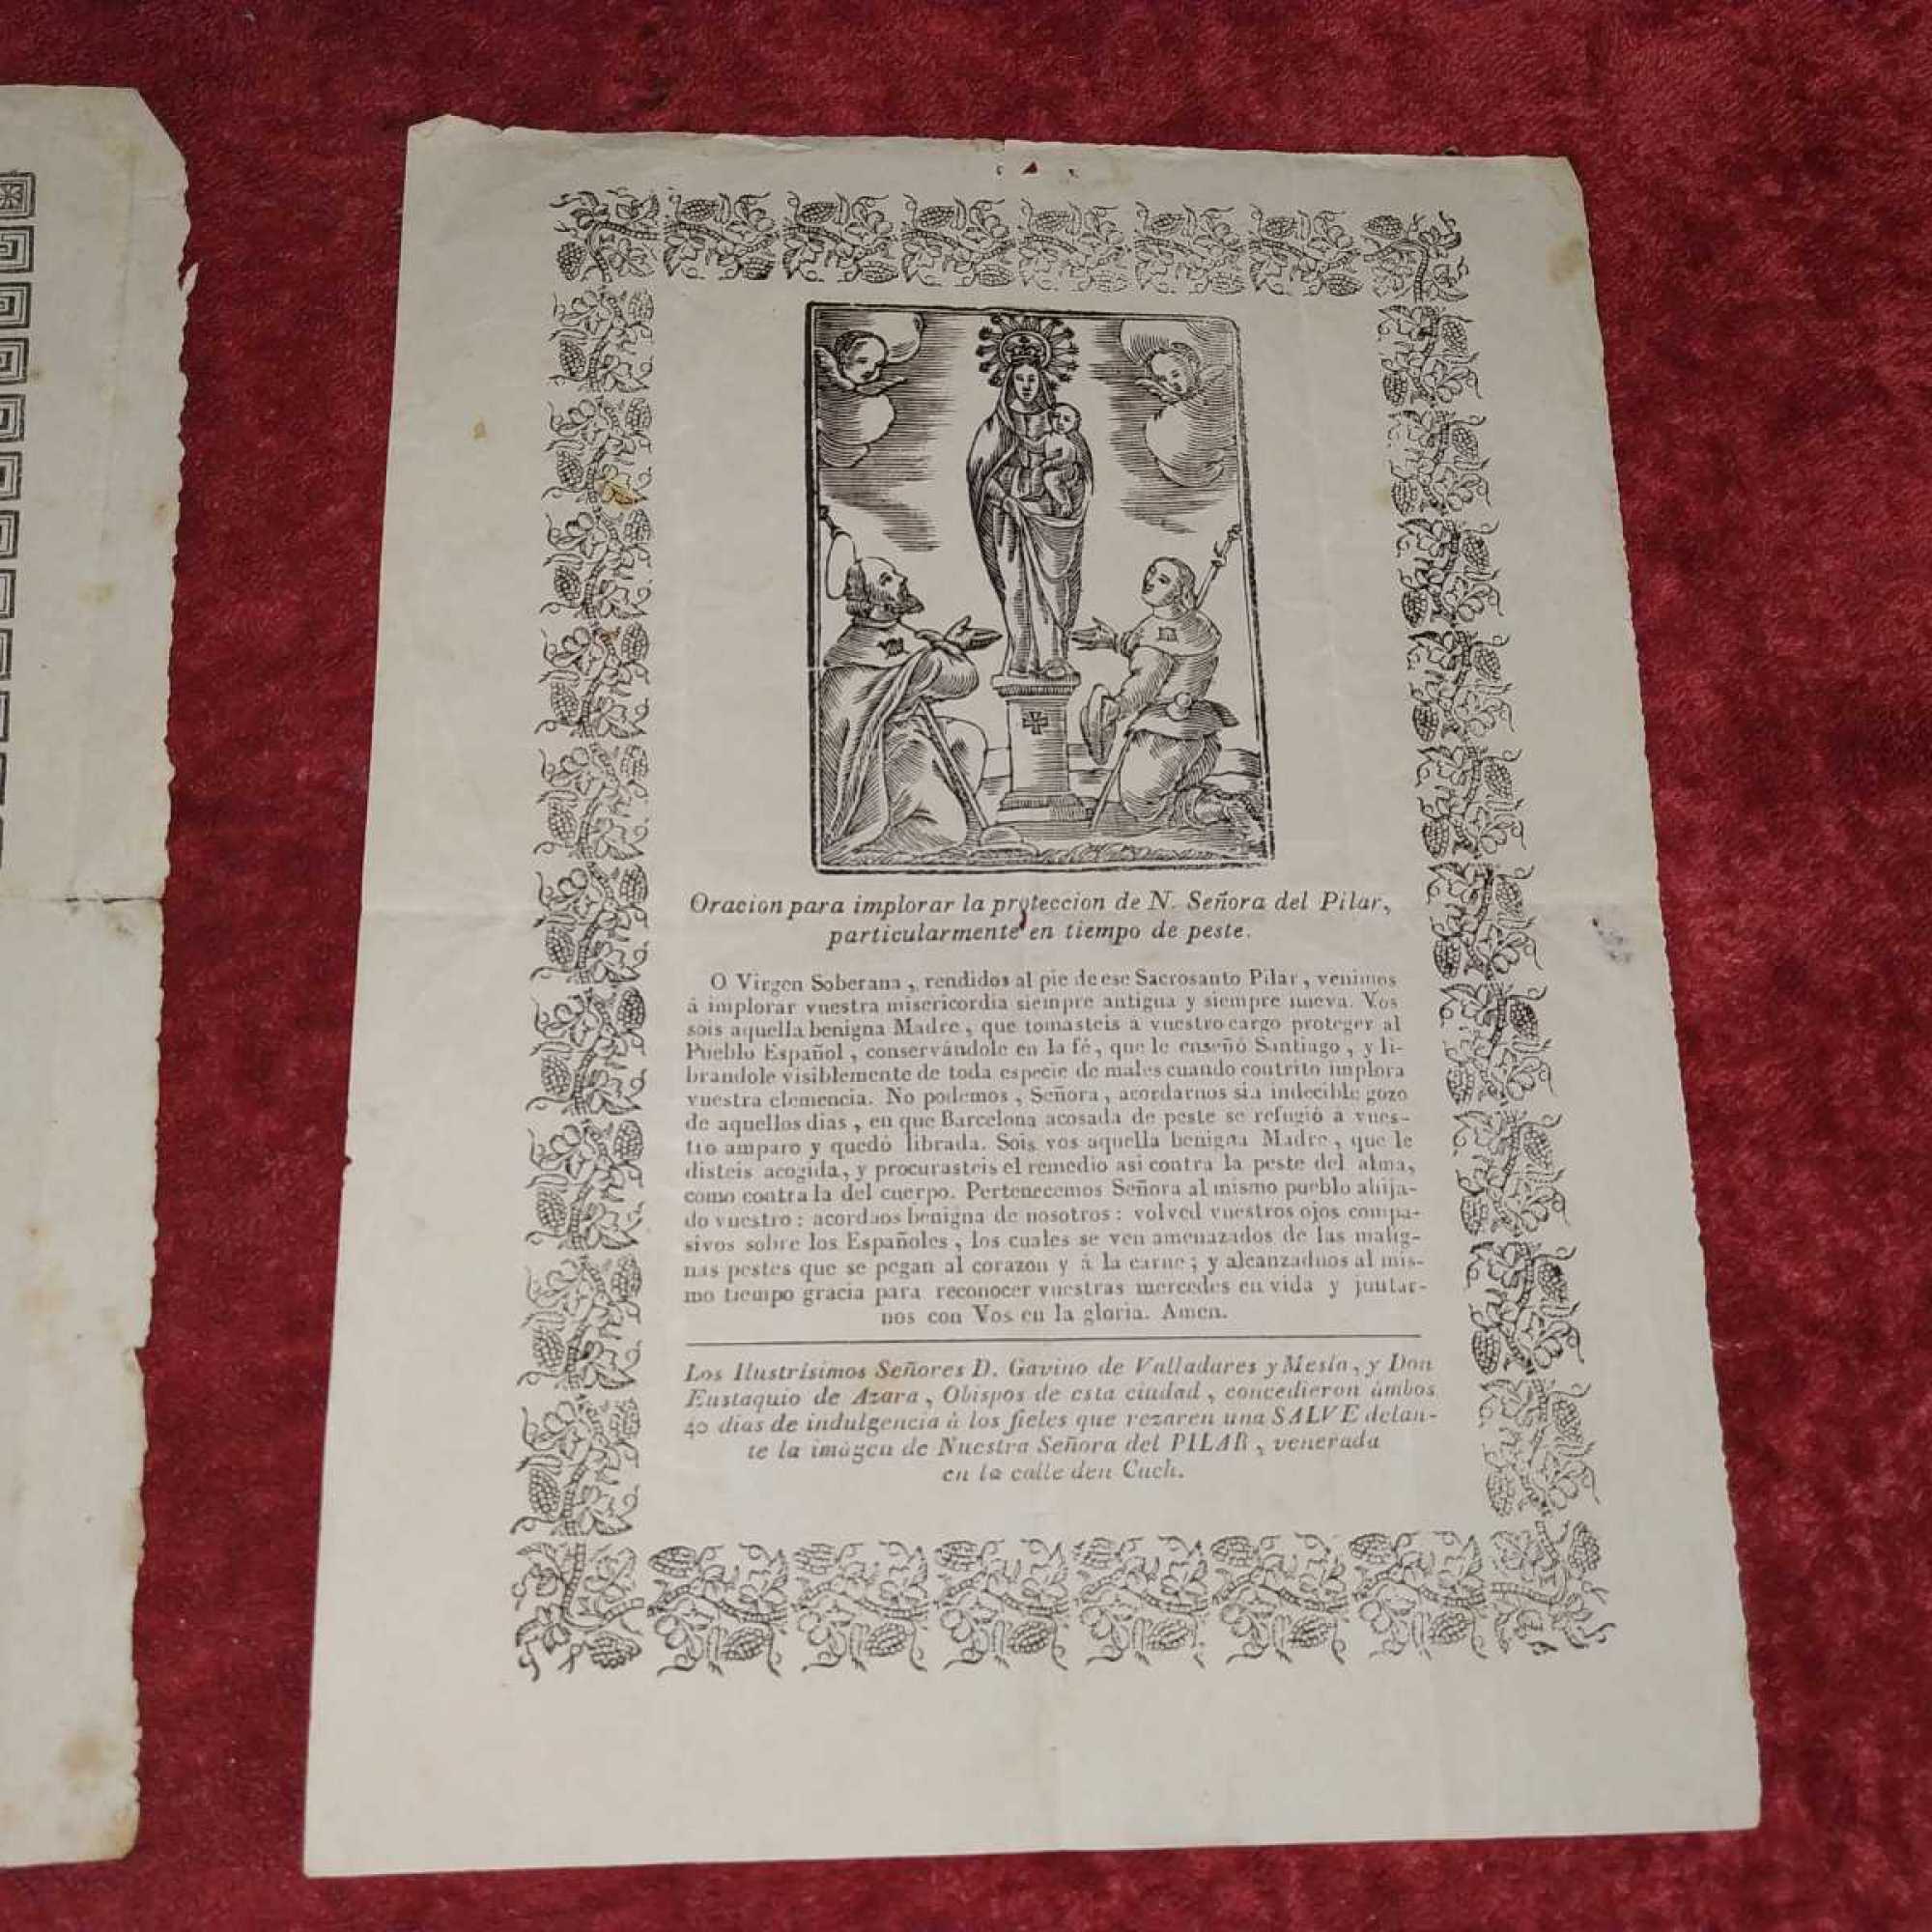 Oracion para implorar la proteccion de N. Señora del Pilar,
particularmente en tiempo de peste.
O Virgen Soberana, rendidos al pie de ese Sacrosanto Pilar, venimos
á implorar vuestra misericordia siempre antigua y siempre nueva. Vos
sois aquella benigna Madre, que tomasteis á vuestro cargo proteger al
Pueblo Español, conservándole en la fé, que le enseñó Santiago, y li-
brandole visiblemente de toda especie de males cuando contrito implora
vuestra clemencia. No podemos, Señora, acordarnos sin indecible gozo
de aquellos dias, en que Barcelona acosada de peste se refugió á vues-
tro amparo y quedó librada. Sois vos aquella benigna Madre, que le
disteis acogida, y procurasteis el remedio asi contra la peste del alma,
como contra la del cuerpo. Pertenecemos Señora al mismo pueblo ahija-
do vuestro: acordaos benigna de nosotros: volved vuestros ojos compa-
sivos sobre los Españoles, los cuales se ven amenazados de las malig-
nas pestes que se pegan al corazon y á la carne; y alcanzadnos al mis-
mo tiempo gracia para reconocer vuestras mercedes en vida y juntar-
nos con Vos en la gloria. Amen.
Los Ilustrísimos Señores D. Gavino de Valladares y Mesía, y Don
Eustaquio de Azara, Obispos de esta ciudad, concedieron ámbos
40 dias de indulgencia á los fieles que rezaren una SALVE delan-
te la imágen de Nuestra Señora del PILAR, venerada
en la calle den Cuch.